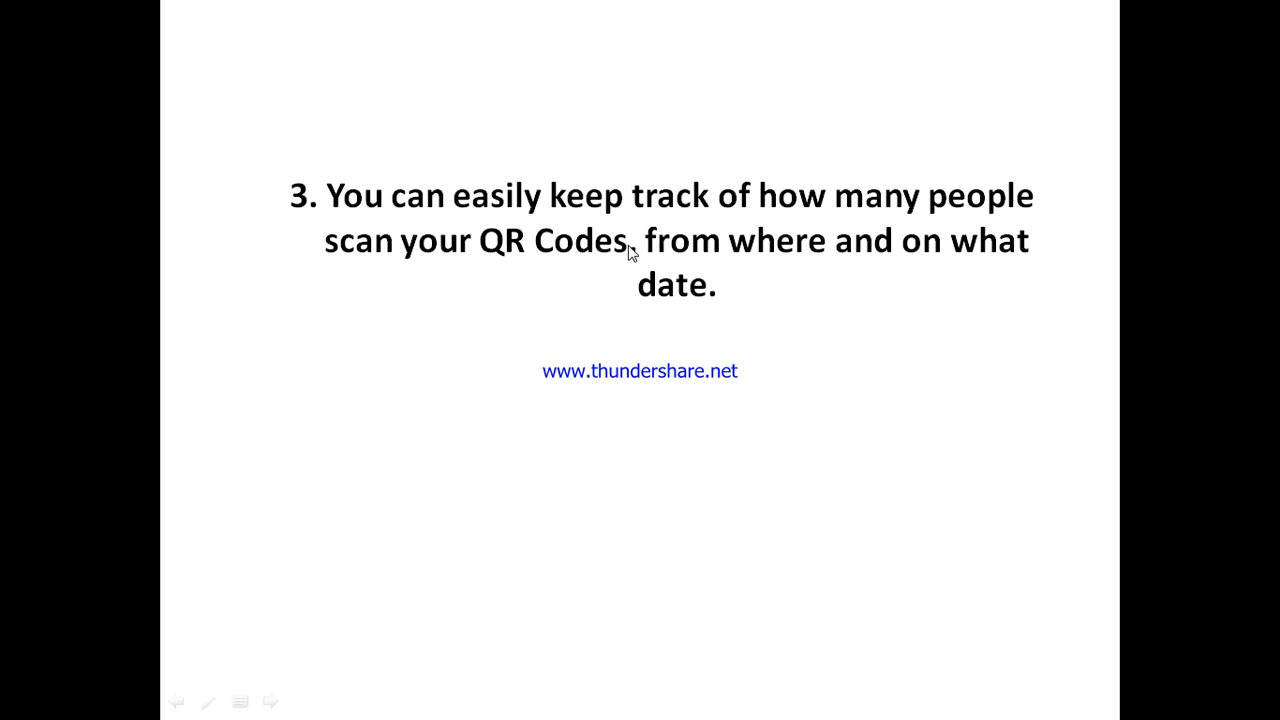 3. You can easily keep track of how many people
scan your QR Codes, from where and on what
date.
www.thundershare.net